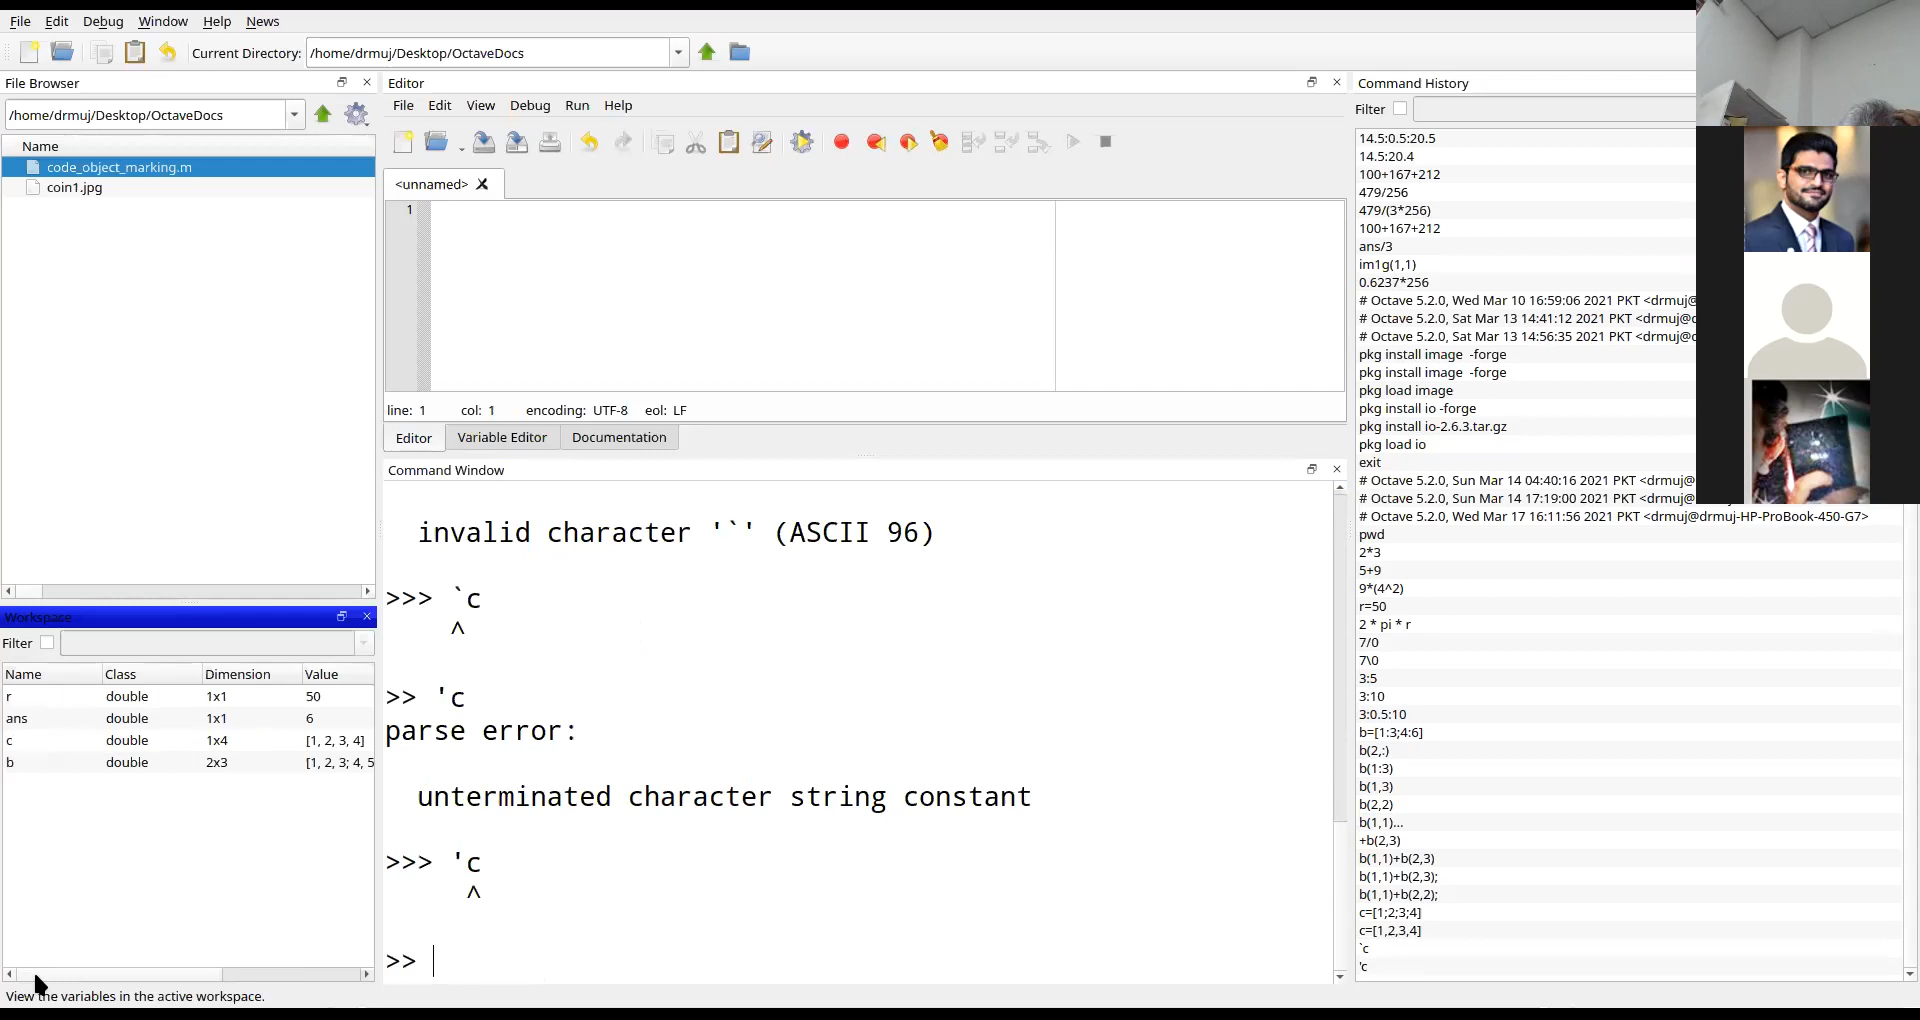 File Edit Debug Window Help News
Current Directory: /home/drmuj/Desktop/OctaveDocs
File Browser
/home/drmuj/Desktop/OctaveDocs
Name
code_object_marking.m
coin1.jpg
Workspace
Filter
Name Class Dimension Value
r double 1x1 50
ans double 1x1 6
c double 1x4 [1, 2, 3, 4]
b double 2x3 [1, 2, 3; 4, 5
View the variables in the active workspace.
Editor
File Edit View Debug Run Help
<unnamed>
1
line: 1 col: 1 encoding: UTF-8 eol: LF
Editor Variable Editor Documentation
Command Window
invalid character '`' (ASCII 96)
>>> `c
^
>> 'c
parse error:
unterminated character string constant
>>> 'c
^
>>
Command History
Filter
14.5:0.5:20.5
14.5:20.4
100+167+212
479/256
479/(3*256)
100+167+212
ans/3
im1g(1,1)
0.6237*256
# Octave 5.2.0, Wed Mar 10 16:59:06 2021 PKT <drmuj@
# Octave 5.2.0, Sat Mar 13 14:41:12 2021 PKT <drmuj@
# Octave 5.2.0, Sat Mar 13 14:56:35 2021 PKT <drmuj@
pkg install image -forge
pkg install image -forge
pkg load image
pkg install io -forge
pkg install io-2.6.3.tar.gz
pkg load io
exit
# Octave 5.2.0, Sun Mar 14 04:40:16 2021 PKT <drmuj@
# Octave 5.2.0, Sun Mar 14 17:19:00 2021 PKT <drmuj@
# Octave 5.2.0, Wed Mar 17 16:11:56 2021 PKT <drmuj@drmuj-HP-ProBook-450-G7>
pwd
2*3
5+9
9*(4^2)
r=50
2 * pi * r
7/0
7\0
3:5
3:10
3:0.5:10
b=[1:3;4:6]
b(2,:)
b(1:3)
b(1,3)
b(2,2)
b(1,1)...
+b(2,3)
b(1,1)+b(2,3)
b(1,1)+b(2,3);
b(1,1)+b(2,2);
c=[1;2;3;4]
c=[1,2,3,4]
`c
'c